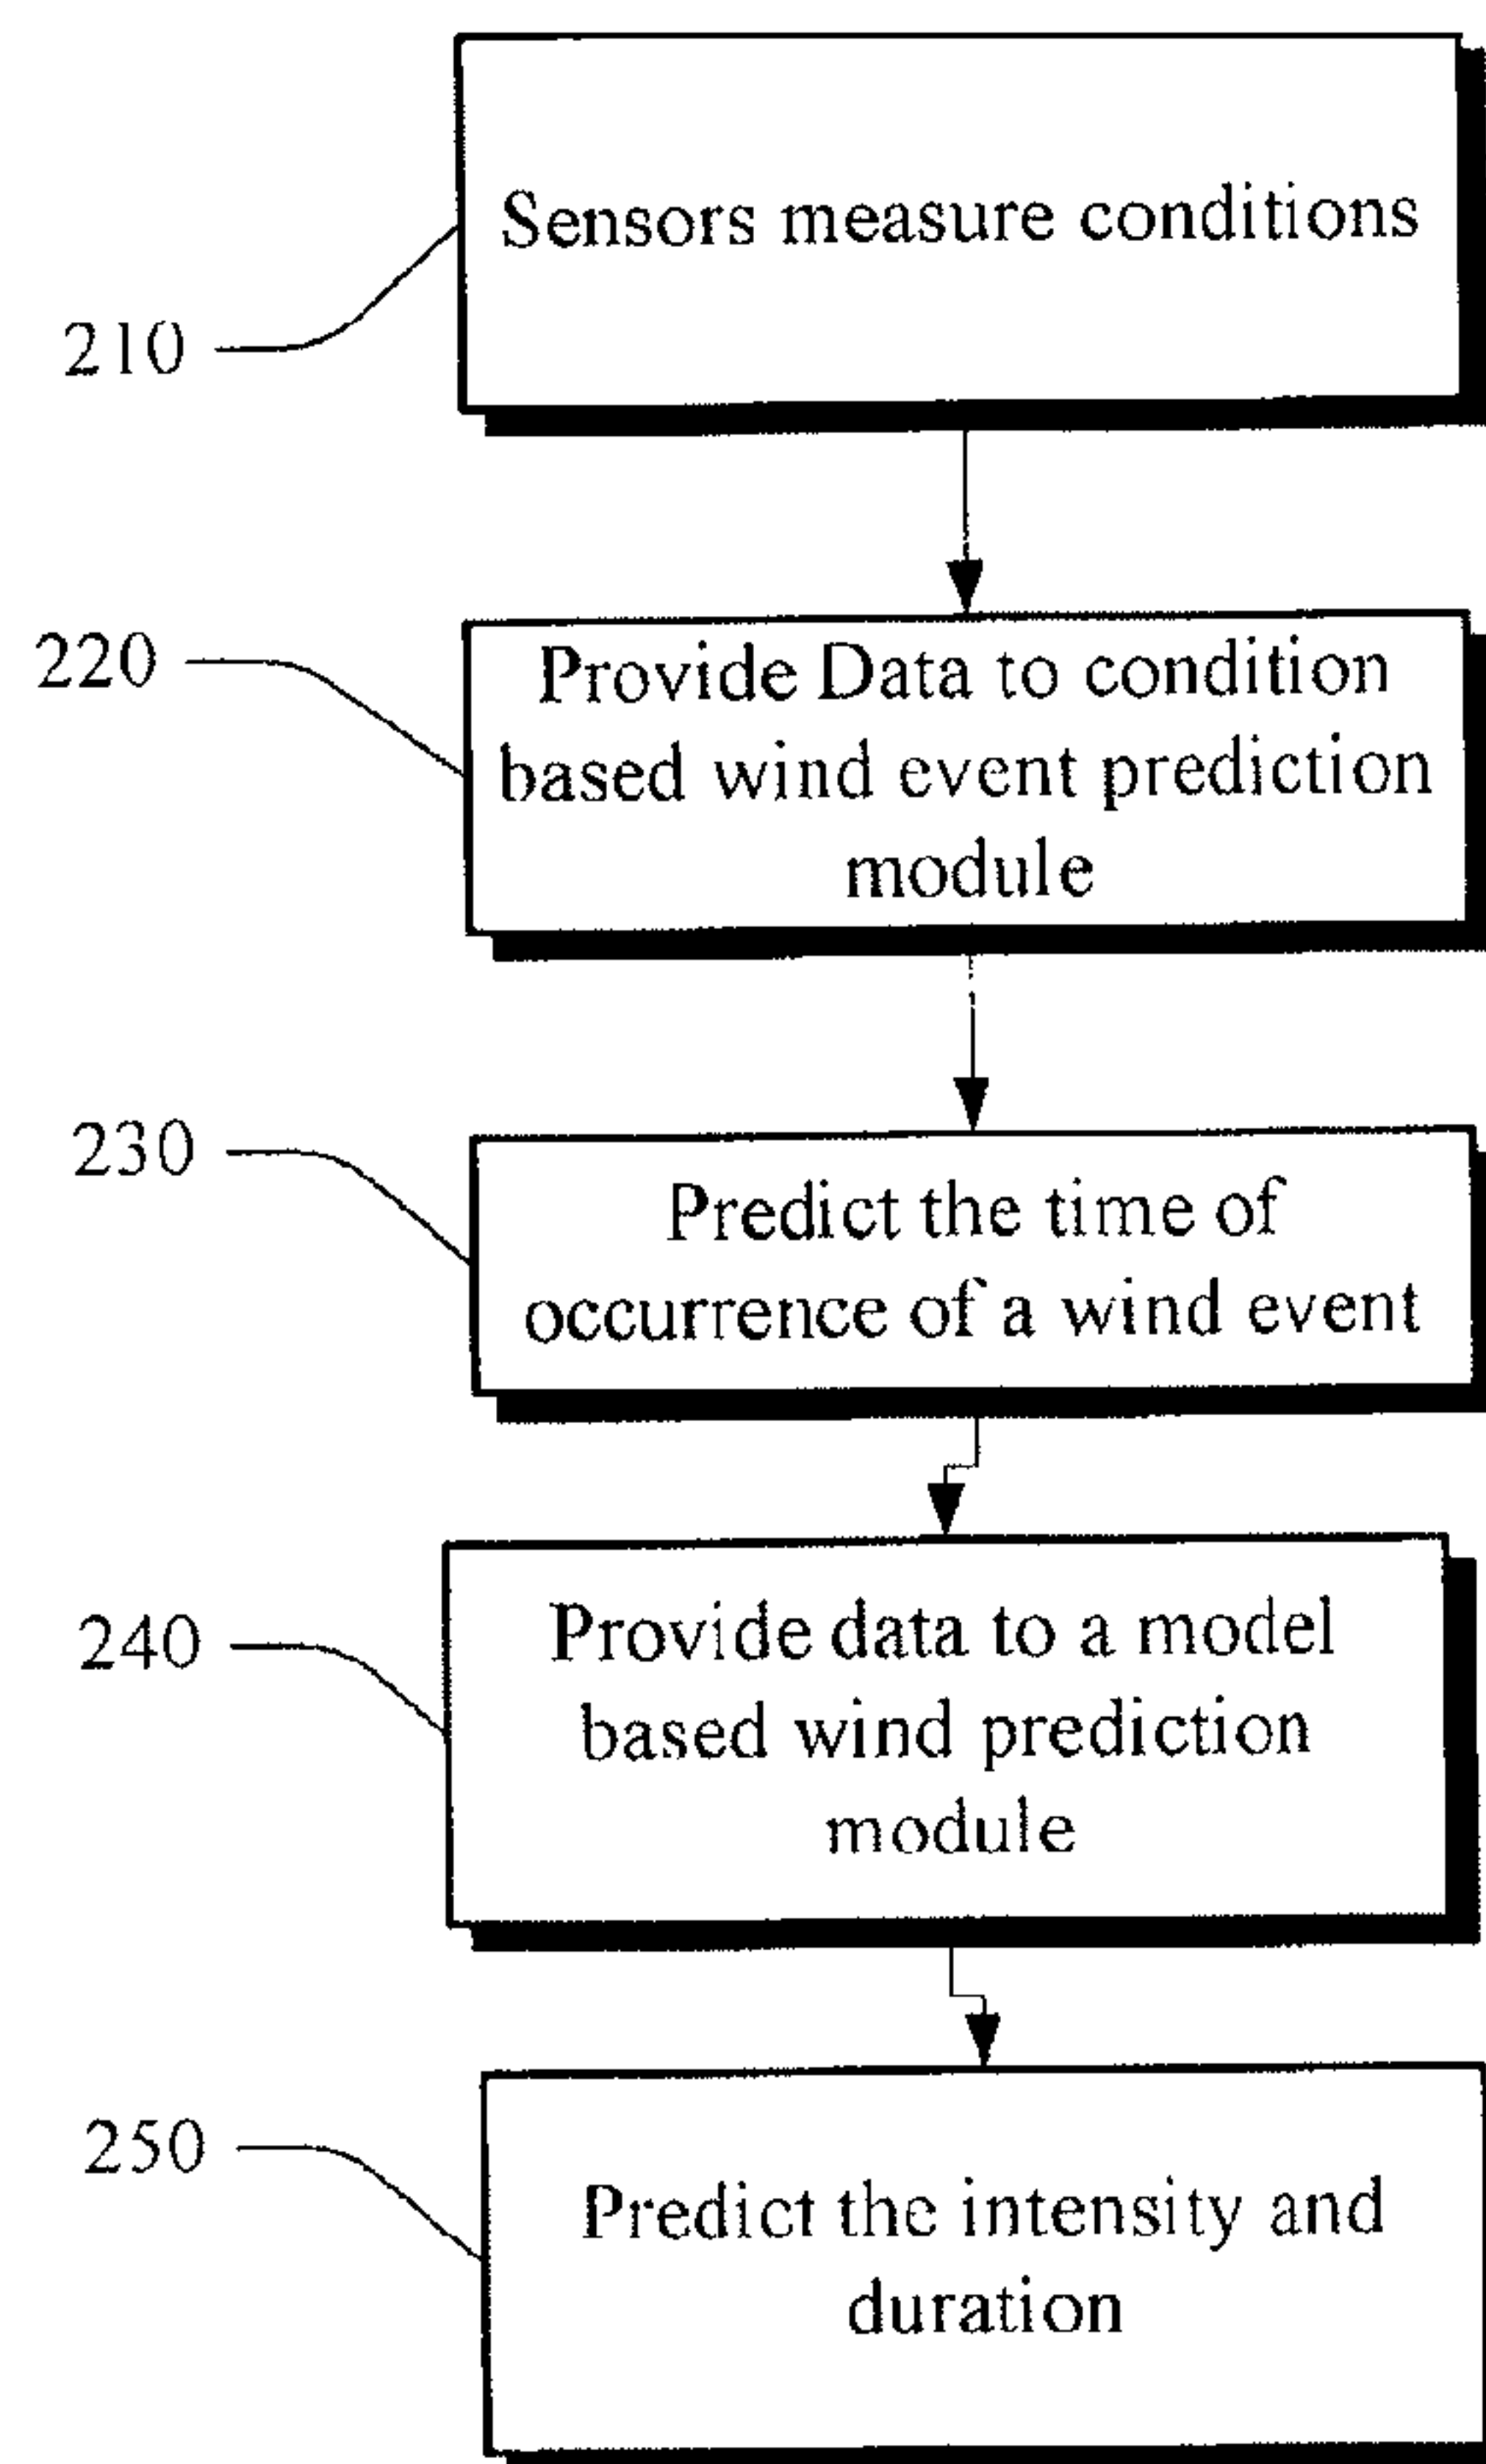 Sensors measure conditions
210
220
Provide Data to condition
based wind event prediction
module
230
Predict the time of
occurrence of a wind event
240
Provide data to a model
based wind prediction
module
250
Predict the intensity and
duration